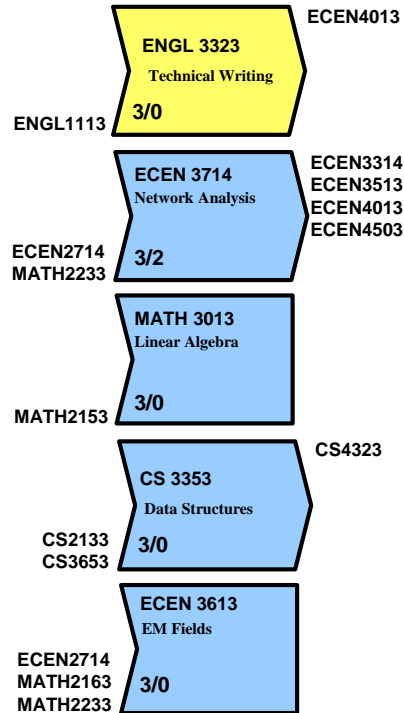 ECEN4013
ENGL 3323
Technical Writing
3/0
ENGL1113
ECEN 3714
Network Analysis
3/2
ECEN3314
ECEN3513
ECEN4013
ECEN4503
ECEN2714
MATH2233
MATH 3013
Linear Algebra
3/0
MATH2153
CS4323
CS 3353
Data Structures
3/0
CS2133
CS3653
ECEN 3613
EM Fields
3/0
ECEN2714
MATH2163
MATH2233